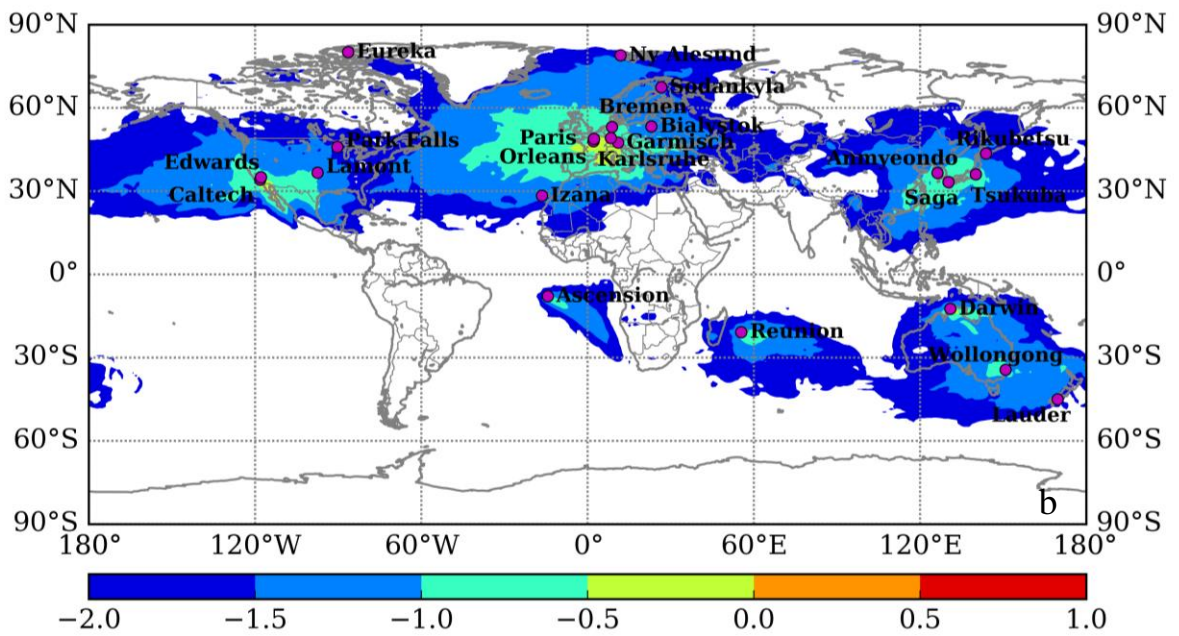 90°N
90°N
Eureka
Ny Alesund
Sodankyla
60°N
60°N
Bremen
Bialystok
Paris
Garmisch
Orleans
Karlsruhe
Park Falls
Edwards
Lamont
Caltech
Rikubetsu
Anmyeondo
30°N
30°N
Izana
Saga
Tsukuba
0°
0°
Ascension
Darwin
Reunion
30°S
30°S
Wollongong
Lauder
60°S
60°S
b
90°S
90°S
180° 120°W 60°W 0° 60°E 120°E 180°
−2.0 −1.5 −1.0 −0.5 0.0 0.5 1.0